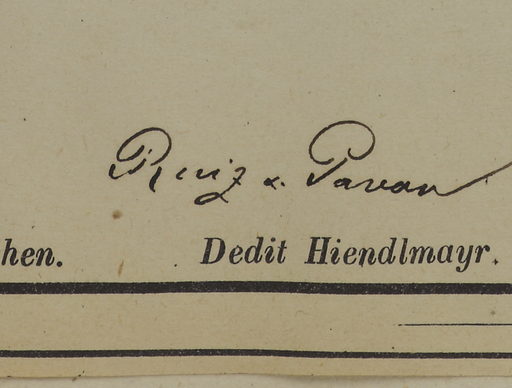 Ruiz & Pavon
hen. Dedit Hiendlmayr.